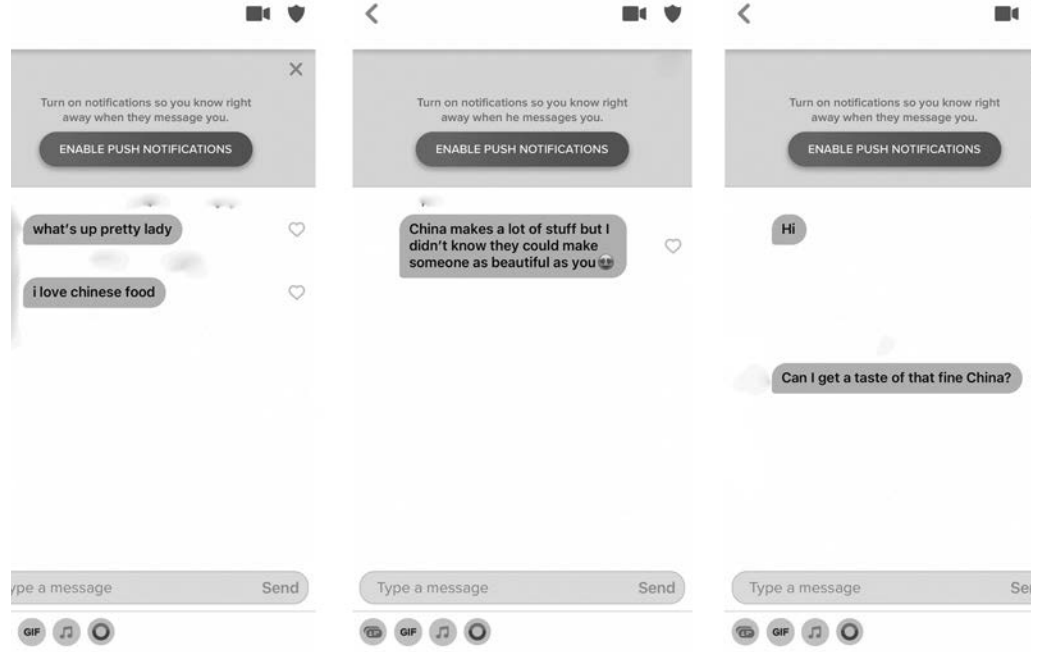 Turn on notifications so you know right
away when they message you.
ENABLE PUSH NOTIFICATIONS
what's up pretty lady
i love chinese food
ype a message
Send
GIF
Turn on notifications so you know right
away when he messages you.
ENABLE PUSH NOTIFICATIONS
China makes a lot of stuff but I
didn't know they could make
someone as beautiful as you😍
Type a message
Send
GIF
Turn on notifications so you know right
away when they message you.
ENABLE PUSH NOTIFICATIONS
Hi
Can I get a taste of that fine China?
Type a message
Se
GIF